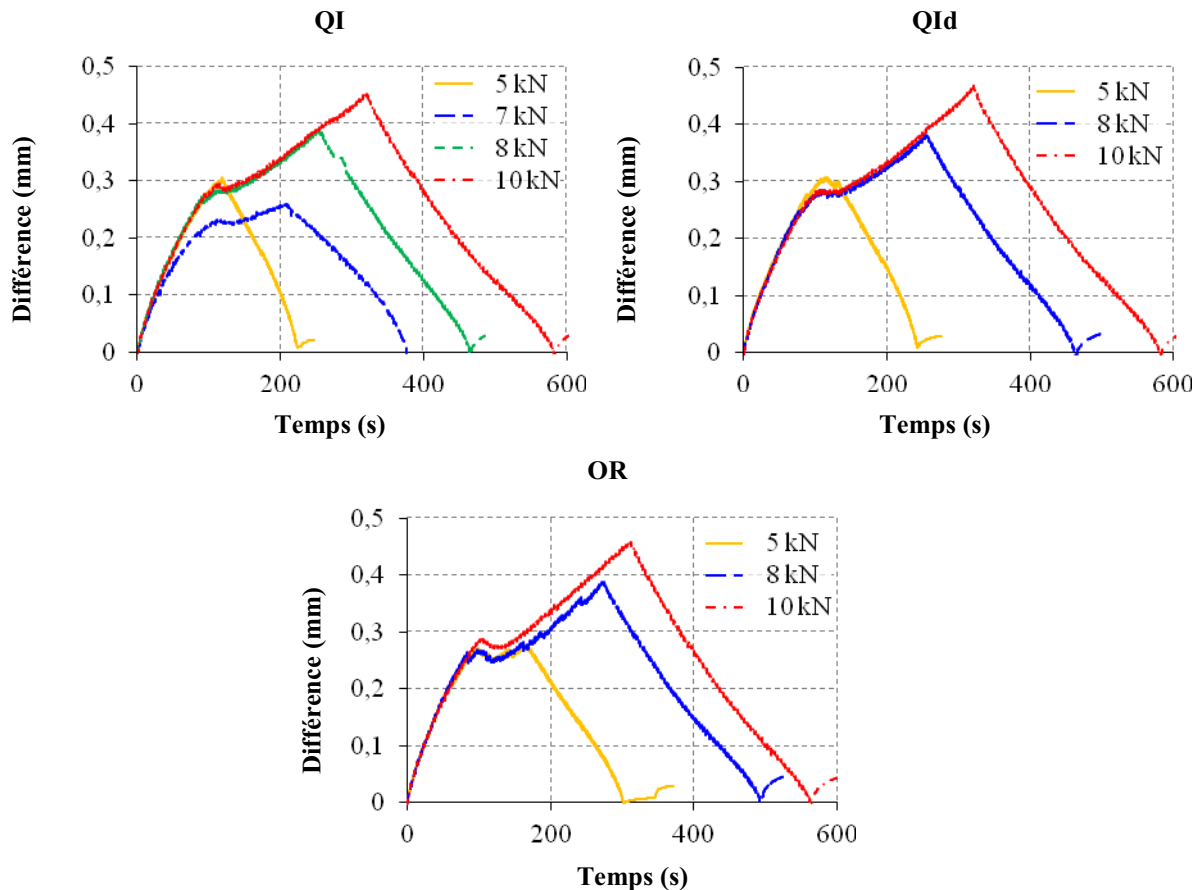 QI
0,5
0,4
0,3
0,2
0,1
0
Différence (mm)
5 kN
7 kN
8 kN
10 kN
0
200
400
600
Temps (s)
QId
0,5
0,4
0,3
0,2
0,1
0
Différence (mm)
5 kN
8 kN
10 kN
0
200
400
600
Temps (s)
OR
0,5
0,4
0,3
0,2
0,1
0
Différence (mm)
5 kN
8 kN
10 kN
0
200
400
600
Temps (s)